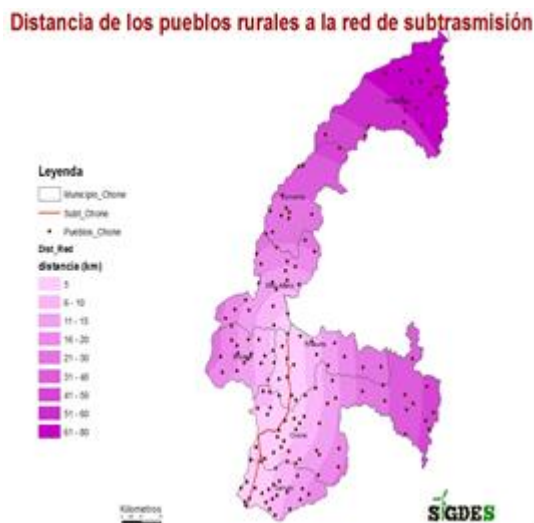 Distancia de los pueblos rurales a la red de subtrasmisión
Leyenda
Municipio_Chone
Subt_Chone
Pueblos_Chone
Dist_Red
distancia (km)
5
6 - 10
11 - 15
16 - 20
21 - 30
31 - 40
41 - 50
51 - 60
61 - 80
Chone
Kilometros
SIGDES